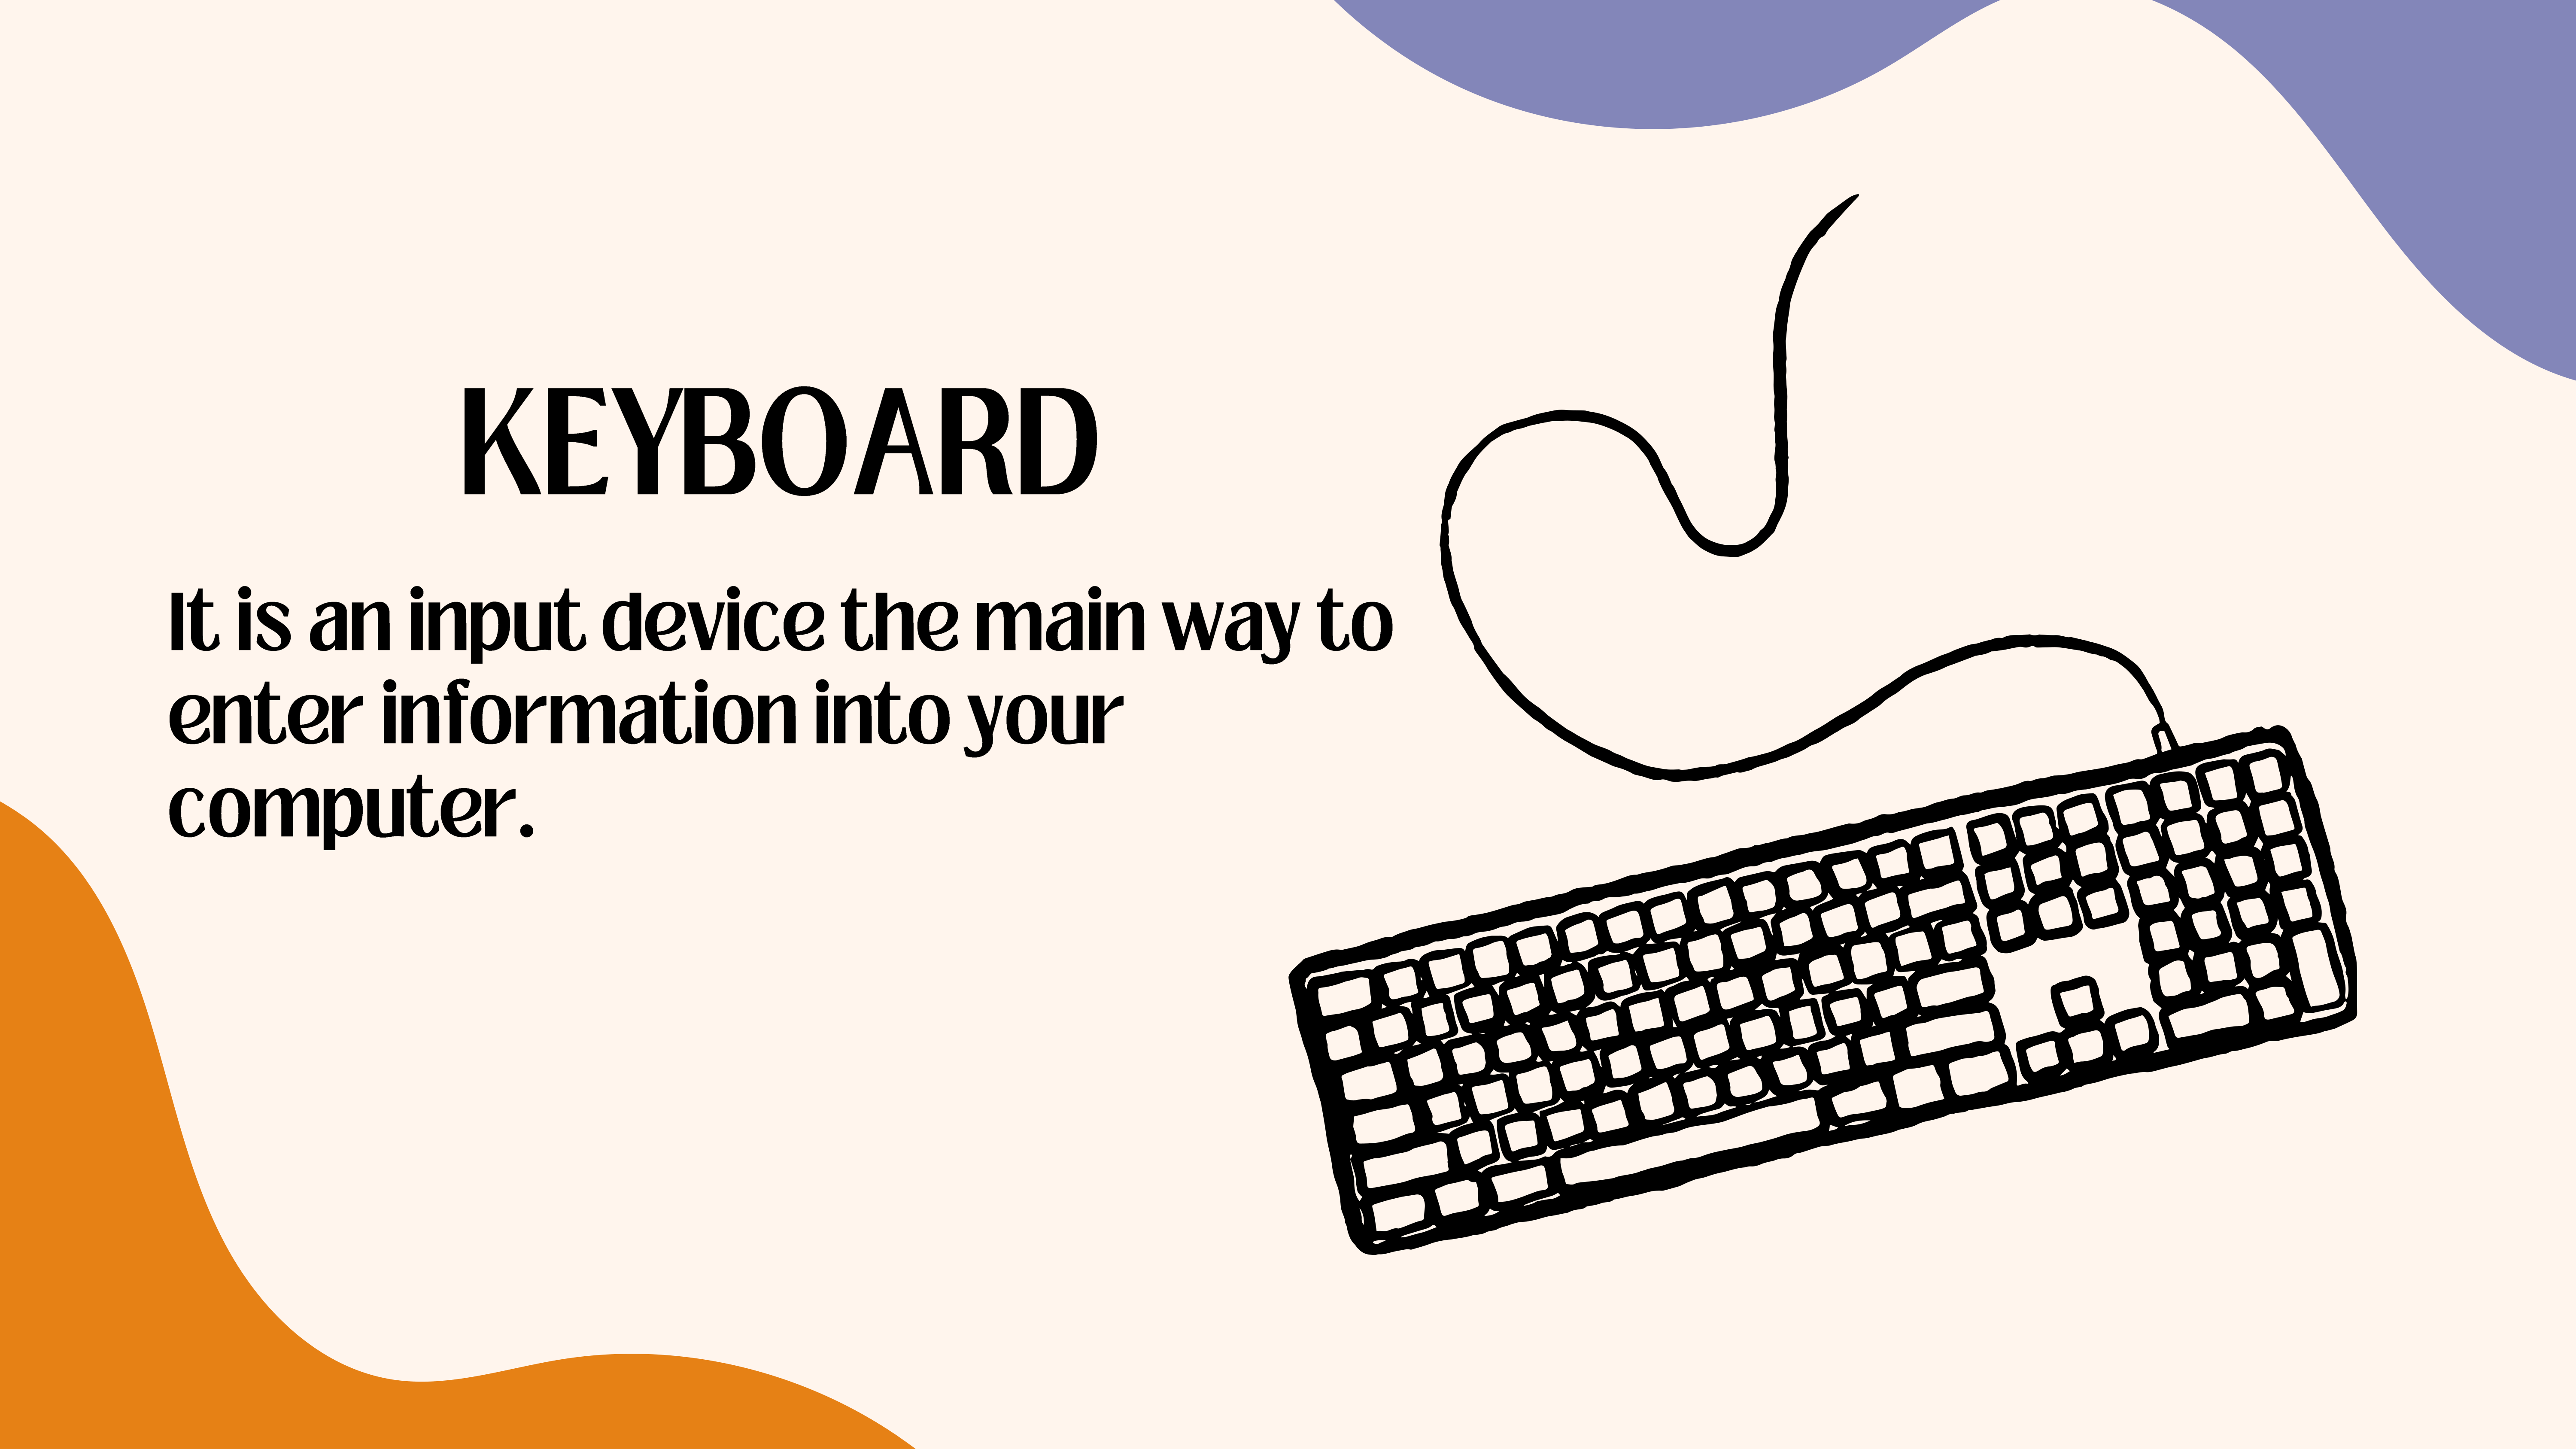 KEYBOARD
It is an input device the main way to
enter information into your
computer.